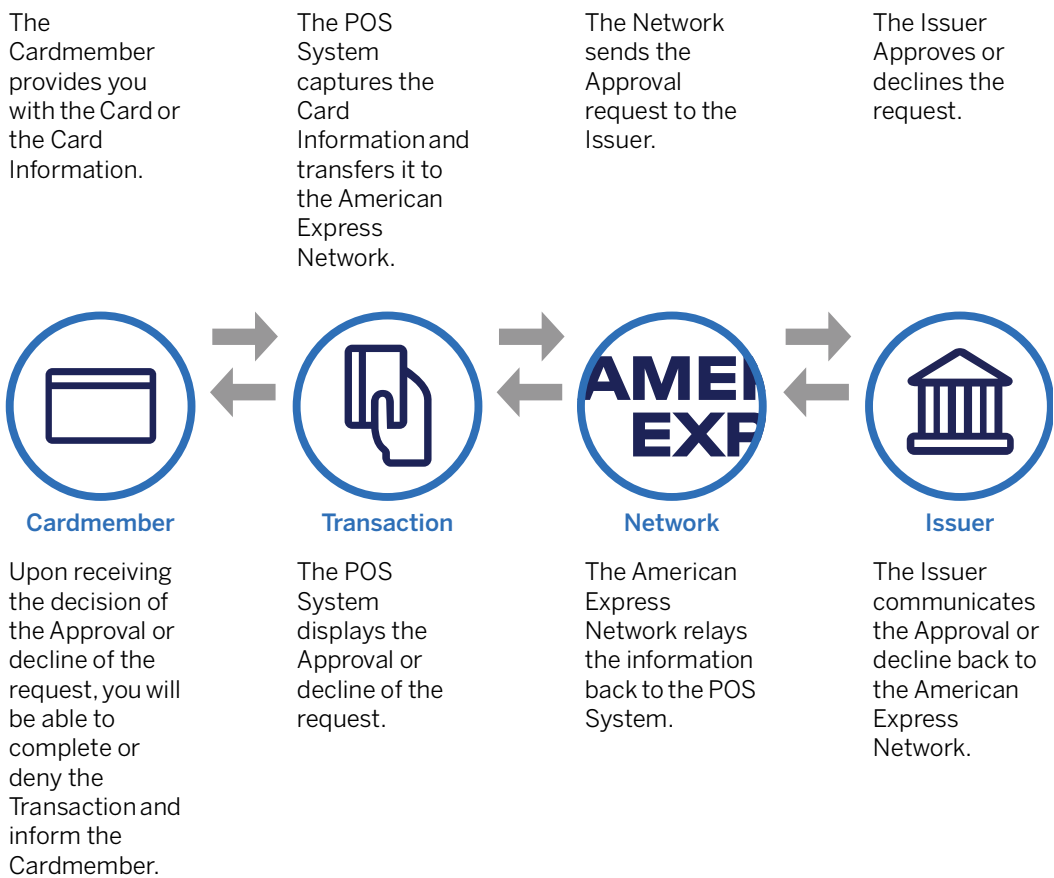 The
Cardmember
provides you
with the Card or
the Card
Information.
The POS
System
captures the
Card
Information and
transfers it to
the American
Express
Network.
The Network
sends the
Approval
request to the
Issuer.
The Issuer
Approves or
declines the
request.
AMER
EXP
Cardmember
Transaction
Network
Issuer
Upon receiving
the decision of
the Approval or
decline of the
request, you will
be able to
complete or
deny the
Transaction and
inform the
Cardmember.
The POS
System
displays the
Approval or
decline of the
request.
The American
Express
Network relays
the information
back to the POS
System.
The Issuer
communicates
the Approval or
decline back to
the American
Express
Network.